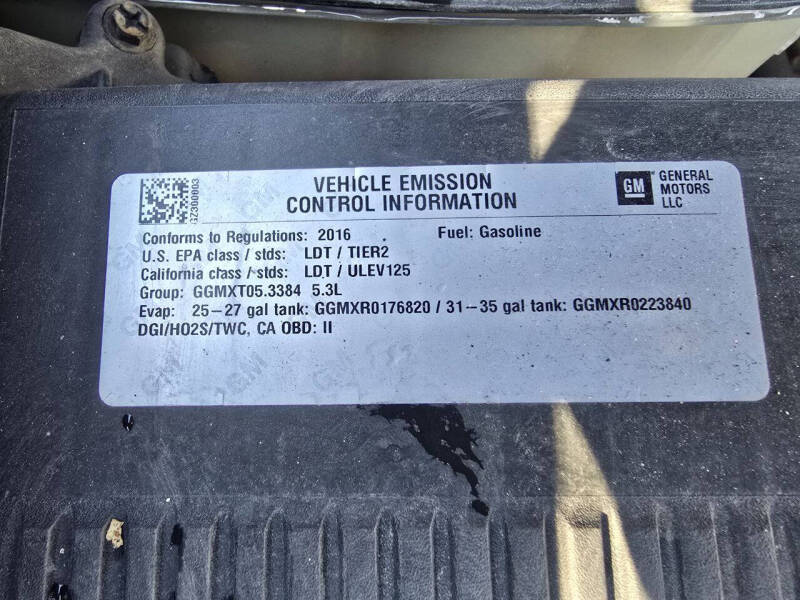 GZ300003
VEHICLE EMISSION
CONTROL INFORMATION
GM
GENERAL
MOTORS
LLC
Conforms to Regulations: 2016 Fuel: Gasoline
U.S. EPA class / stds: LDT / TIER2
California class / stds: LDT / ULEV125
Group: GGMXT05.3384 5.3L
Evap: 25-27 gal tank: GGMXR0176820 / 31-35 gal tank: GGMXR0223840
DGI/HO2S/TWC, CA OBD: II